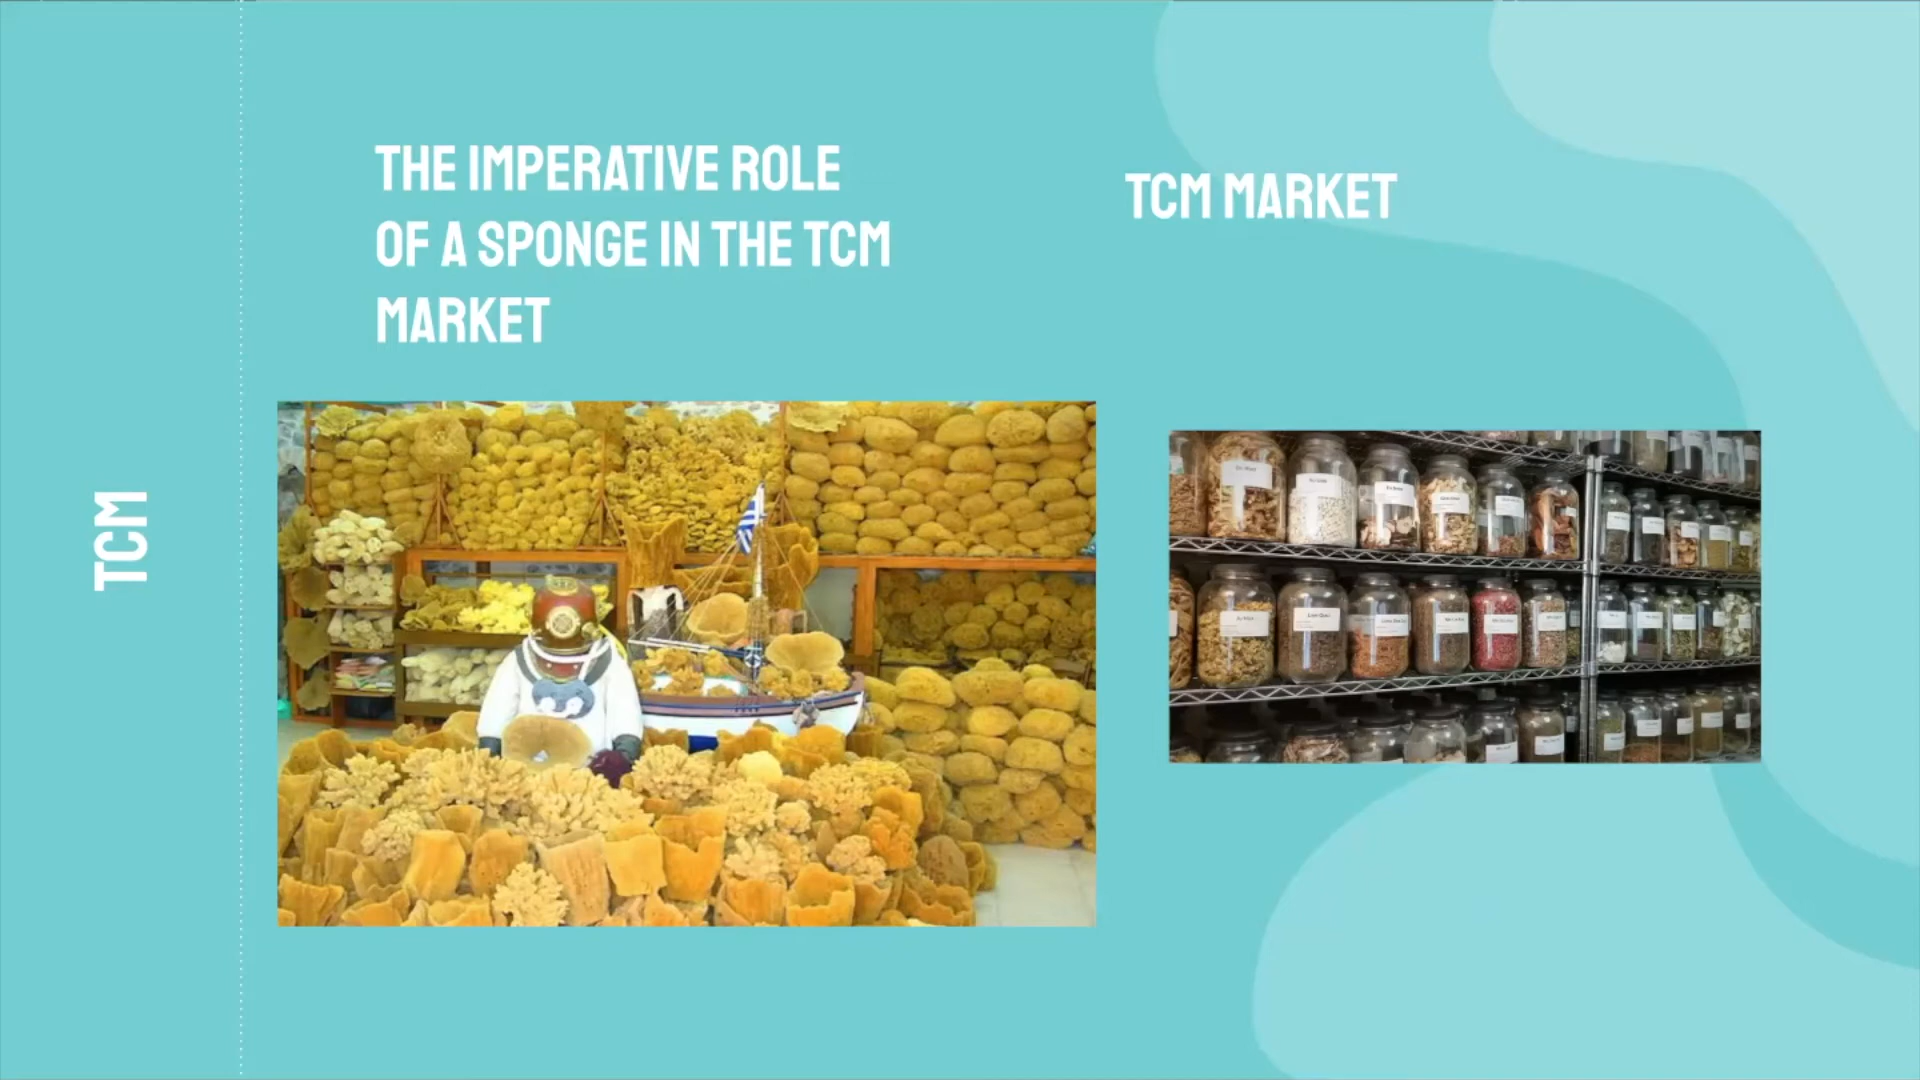 THE IMPERATIVE ROLE
OF A SPONGE IN THE TCM
MARKET
TCM MARKET
TCM